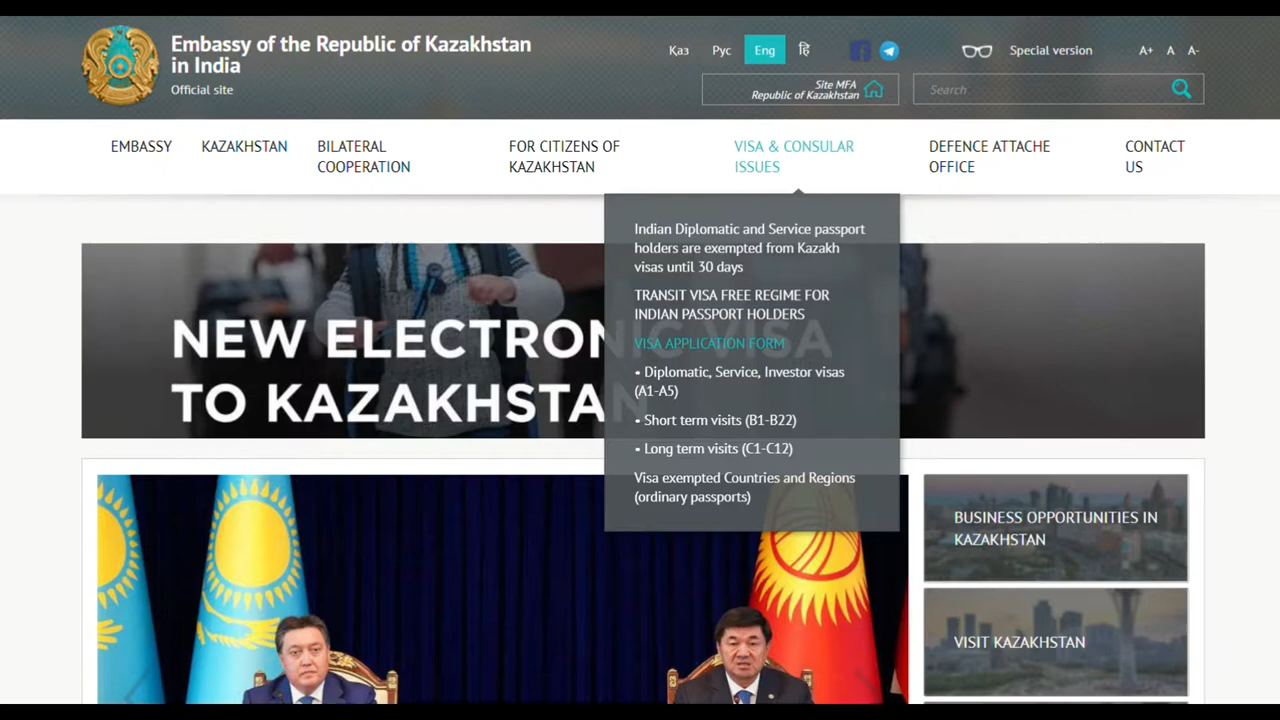 Embassy of the Republic of Kazakhstan
in India
Official site
Қаз
Рус
Eng
हि
Special version
A+
A
A-
Site MFA
Republic of Kazakhstan
Search
EMBASSY
KAZAKHSTAN
BILATERAL
COOPERATION
FOR CITIZENS OF
KAZAKHSTAN
VISA & CONSULAR
ISSUES
DEFENCE ATTACHE
OFFICE
CONTACT
US
Indian Diplomatic and Service passport
holders are exempted from Kazakh
visas until 30 days
TRANSIT VISA FREE REGIME FOR
INDIAN PASSPORT HOLDERS
VISA APPLICATION FORM
• Diplomatic, Service, Investor visas
(A1-A5)
• Short term visits (B1-B22)
• Long term visits (C1-C12)
Visa exempted Countries and Regions
(ordinary passports)
NEW ELECTRONIC VISA
TO KAZAKHSTAN
BUSINESS OPPORTUNITIES IN
KAZAKHSTAN
VISIT KAZAKHSTAN